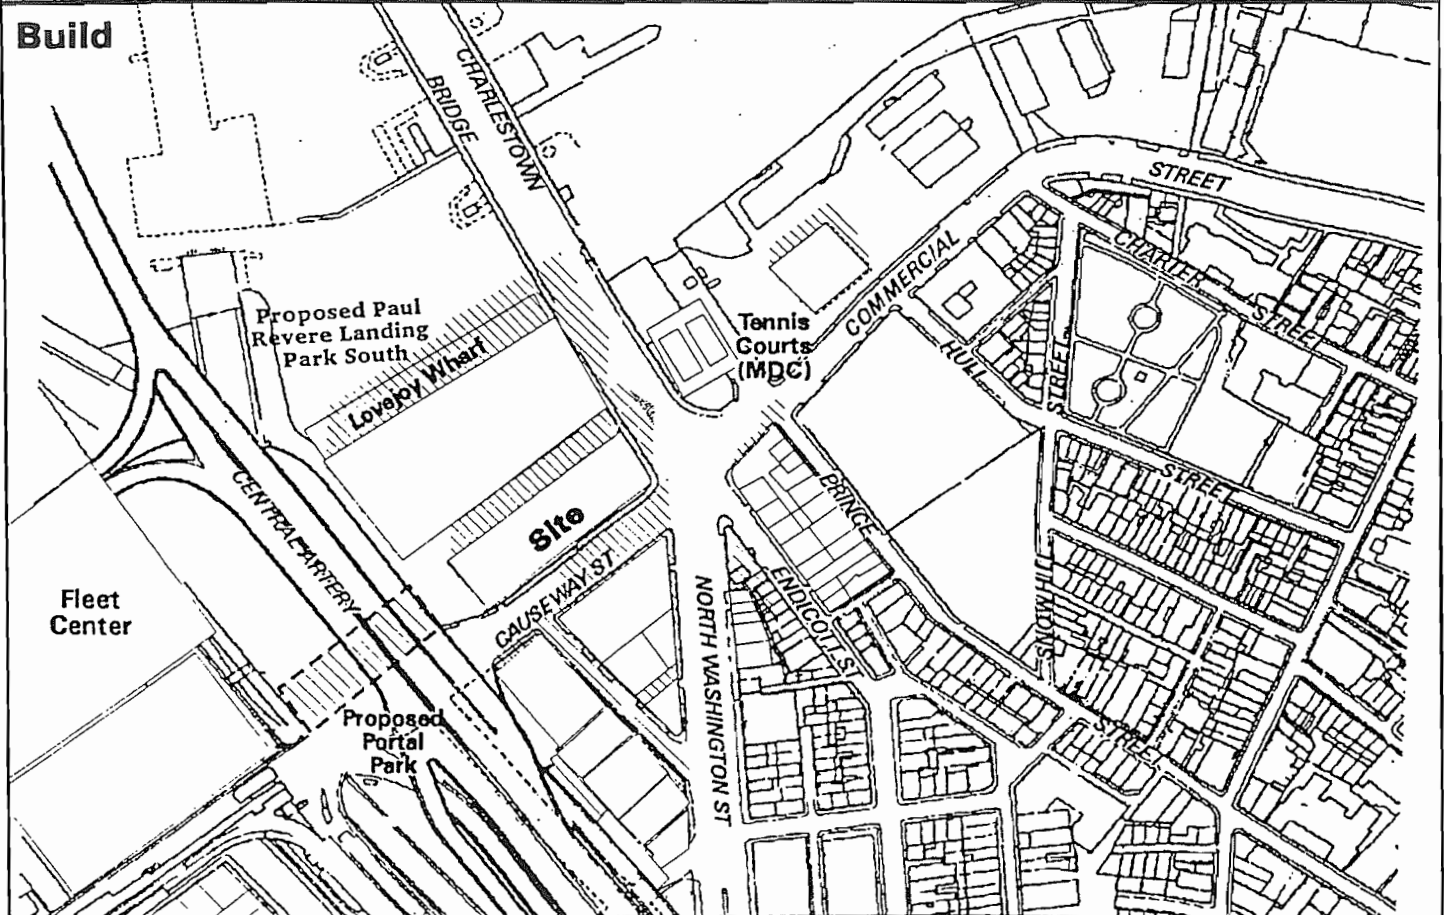 Build
CHARLESTOWN
BRIDGE
STREET
COMMERCIAL
CHARTER
STREET
Proposed Paul
Revere Landing
Park South
Lovejoy Wharf
Tennis
Courts
(MDC)
HULL
STREET
STREET
PRINCE
Site
CENTRAL ARTERY
CAUSEWAY ST
Fleet
Center
ENDICOTT ST
NORTH WASHINGTON ST
SNOW HILL
STREET
Proposed
Portal
Park